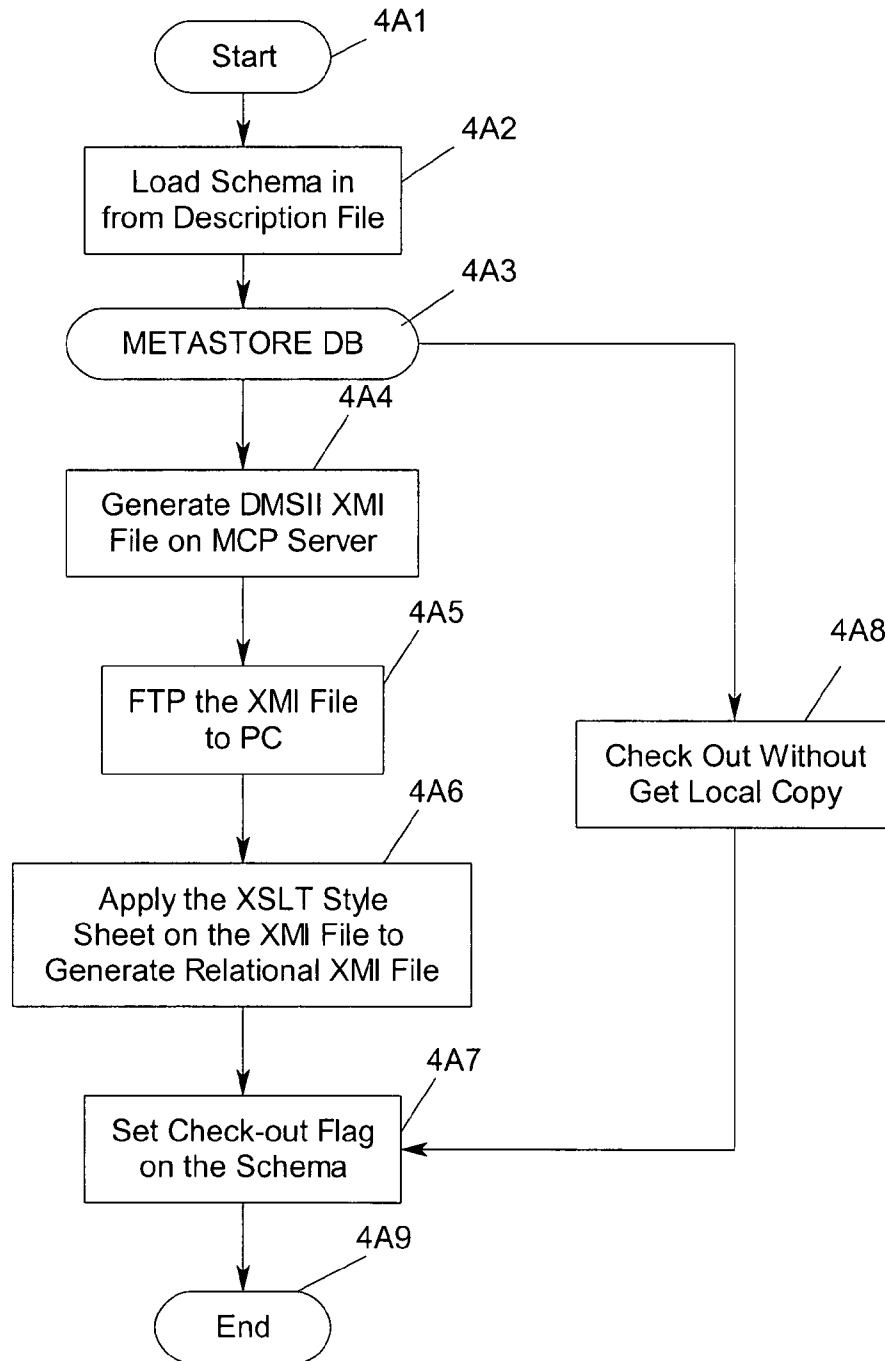 4A1
Start
4A2
Load Schema in
from Description File
4A3
METASTORE DB
4A4
Generate DMSII XMI
File on MCP Server
4A5
FTP the XMI File
to PC
4A8
Check Out Without
Get Local Copy
4A6
Apply the XSLT Style
Sheet on the XMI File to
Generate Relational XMI File
4A7
Set Check-out Flag
on the Schema
4A9
End